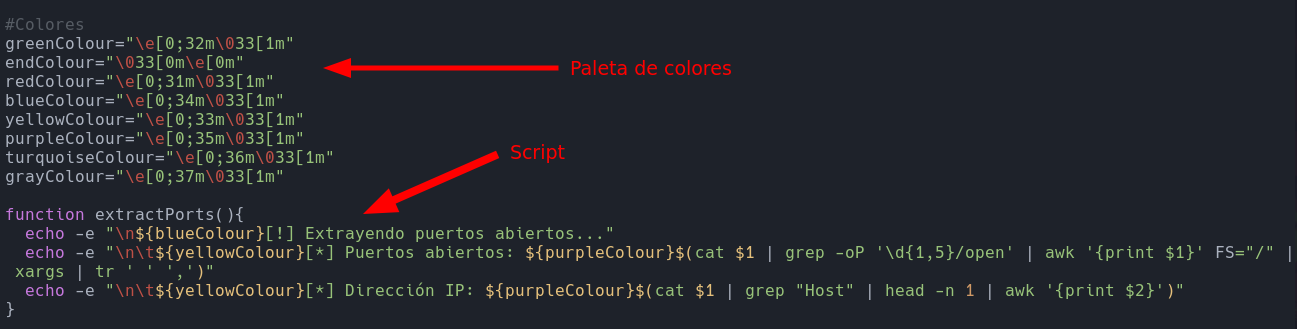 #Colores
greenColour="\e[0;32m\033[1m"
endColour="\033[0m\e[0m"
redColour="\e[0;31m\033[1m"
blueColour="\e[0;34m\033[1m"
yellowColour="\e[0;33m\033[1m"
purpleColour="\e[0;35m\033[1m"
turquoiseColour="\e[0;36m\033[1m"
grayColour="\e[0;37m\033[1m"
Paleta de colores
Script
function extractPorts(){
  echo -e "\n${blueColour}[!] Extrayendo puertos abiertos..."
  echo -e "\n\t${yellowColour}[*] Puertos abiertos: ${purpleColour}$(cat $1 | grep -oP '\d{1,5}/open' | awk '{print $1}' FS="/" |
 xargs | tr ' ' ',')"
  echo -e "\n\t${yellowColour}[*] Dirección IP: ${purpleColour}$(cat $1 | grep "Host" | head -n 1 | awk '{print $2}')"
}